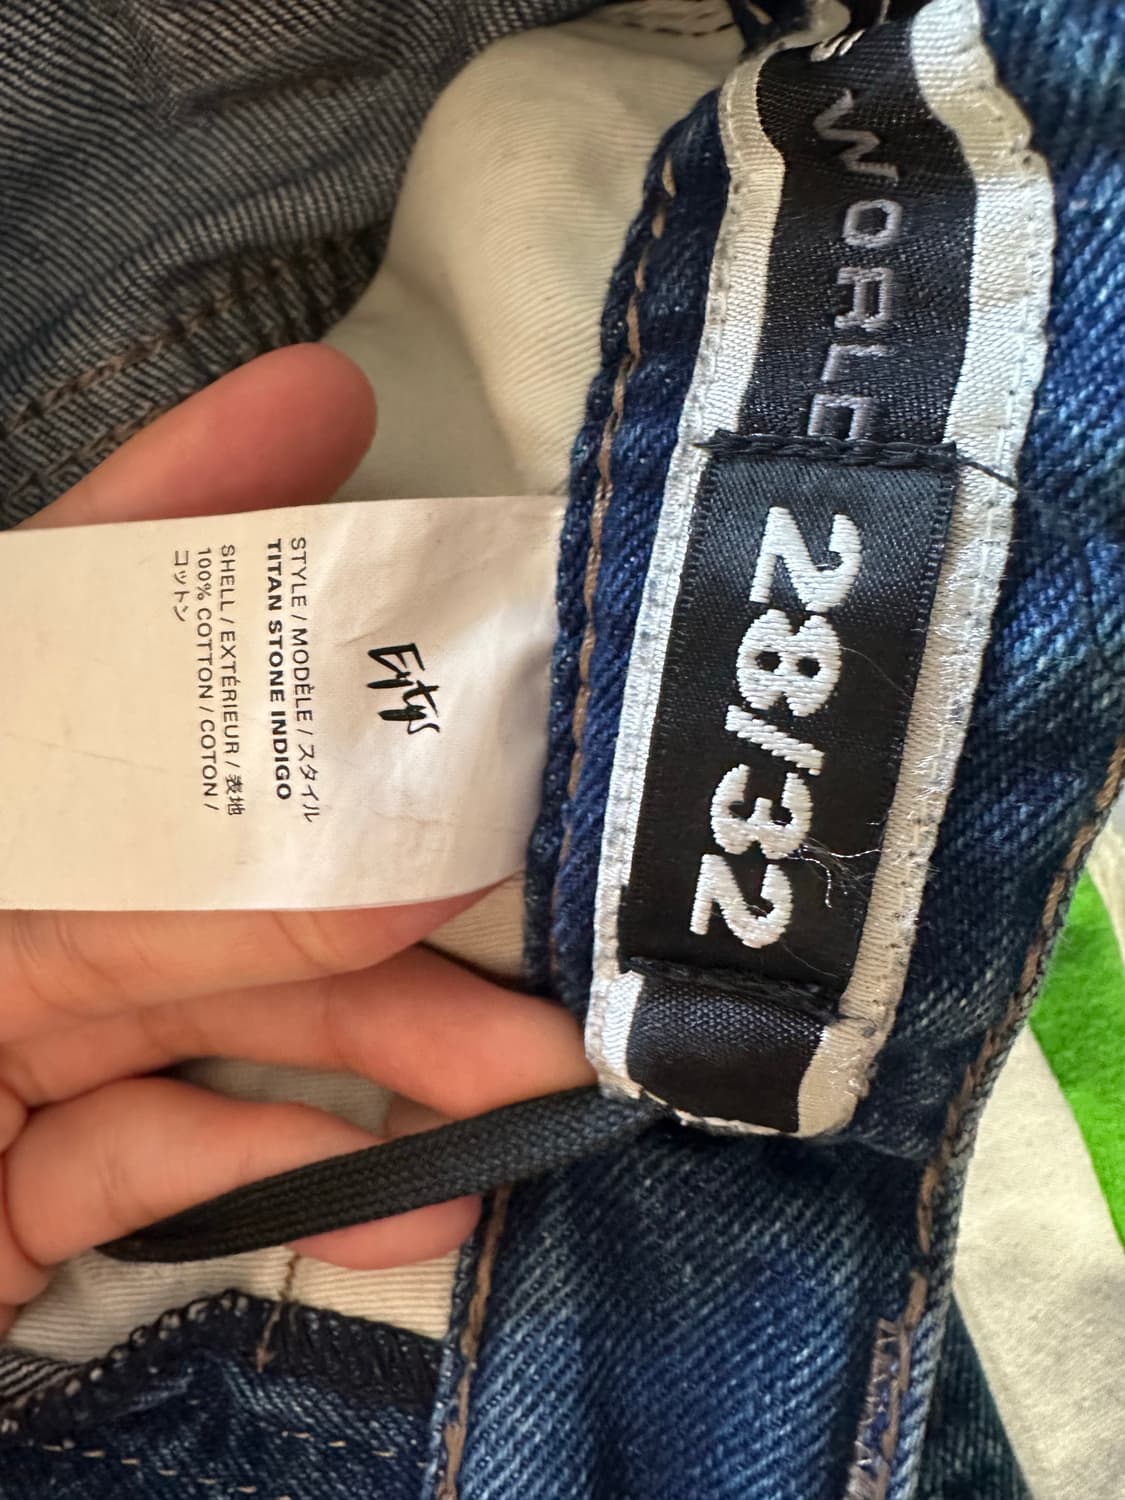 Eytys
STYLE / MODÈLE / スタイル
TITAN STONE INDIGO
SHELL / EXTÉRIEUR / 表地
100% COTTON / COTON /
コットン
28/32